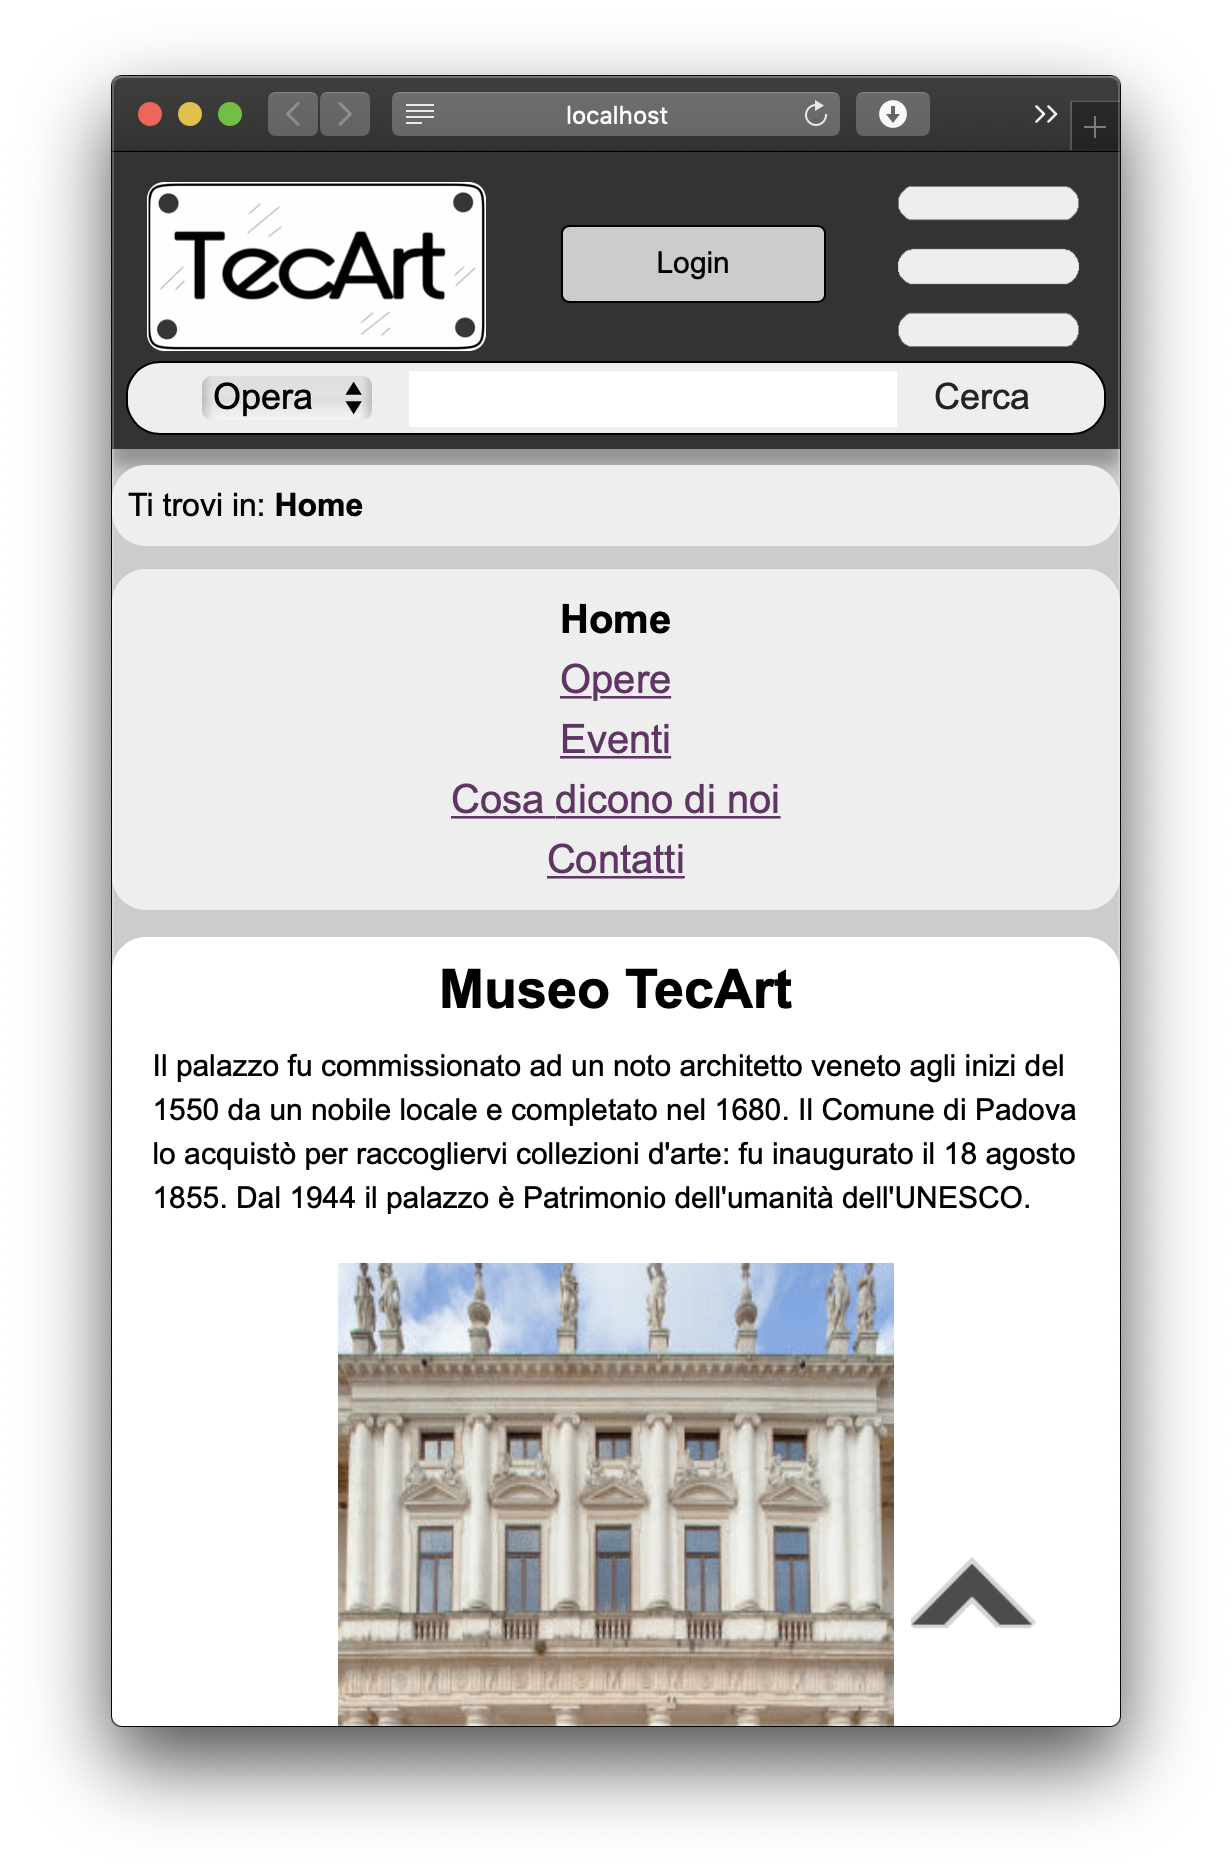 localhost
TecArt
Login
Opera
Cerca
Ti trovi in: Home
Home
Opere
Eventi
Cosa dicono di noi
Contatti
Museo TecArt
Il palazzo fu commissionato ad un noto architetto veneto agli inizi del
1550 da un nobile locale e completato nel 1680. Il Comune di Padova
lo acquistò per raccogliervi collezioni d'arte: fu inaugurato il 18 agosto
1855. Dal 1944 il palazzo è Patrimonio dell'umanità dell'UNESCO.